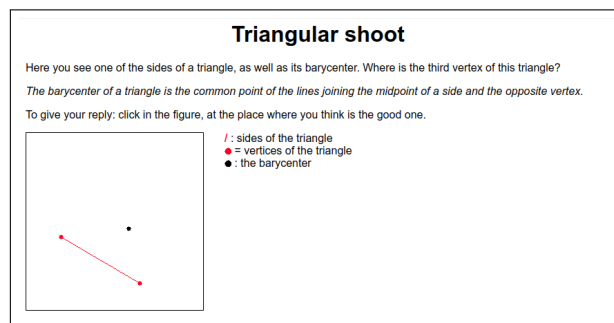 Triangular shoot
Here you see one of the sides of a triangle, as well as its barycenter. Where is the third vertex of this triangle?
The barycenter of a triangle is the common point of the lines joining the midpoint of a side and the opposite vertex.
To give your reply: click in the figure, at the place where you think is the good one.
/ : sides of the triangle
● = vertices of the triangle
● : the barycenter